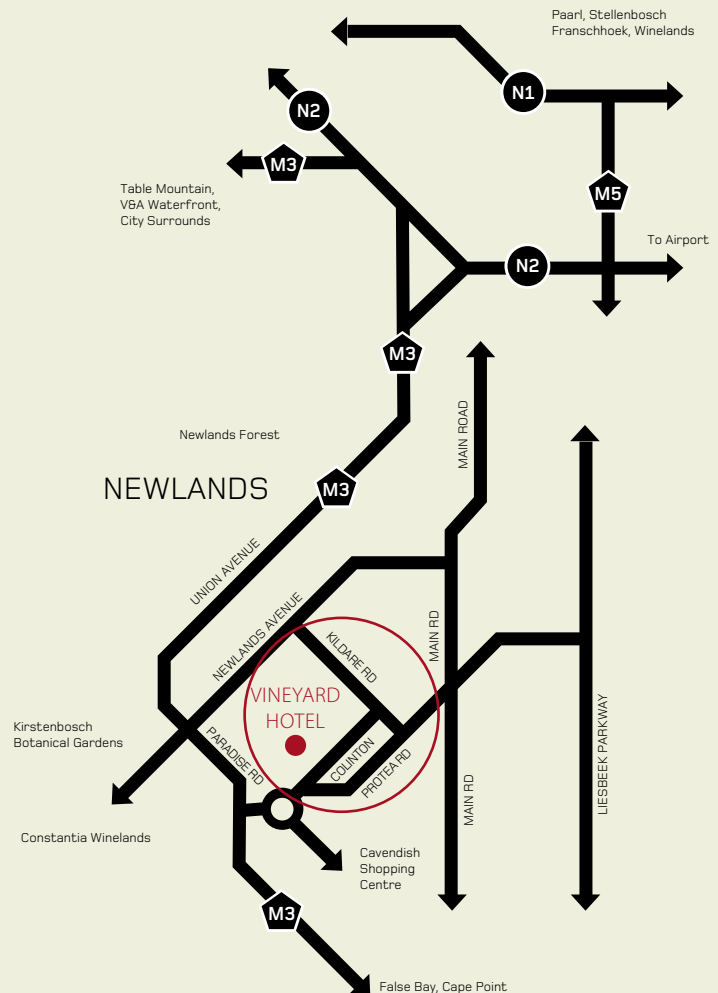 Paarl, Stellenbosch
Franschhoek, Winelands
N1
N2
M3
M5
Table Mountain,
V&A Waterfront,
City Surrounds
To Airport
N2
M3
MAIN ROAD
Newlands Forest
NEWLANDS
M3
UNION AVENUE
NEWLANDS AVENUE
KILDARE RD
MAIN RD
VINEYARD
HOTEL
Kirstenbosch
Botanical Gardens
PARADISE RD
COLINTON
PROTEA RD
MAIN RD
LIESBEEK PARKWAY
Constantia Winelands
Cavendish
Shopping
Centre
M3
False Bay, Cape Point